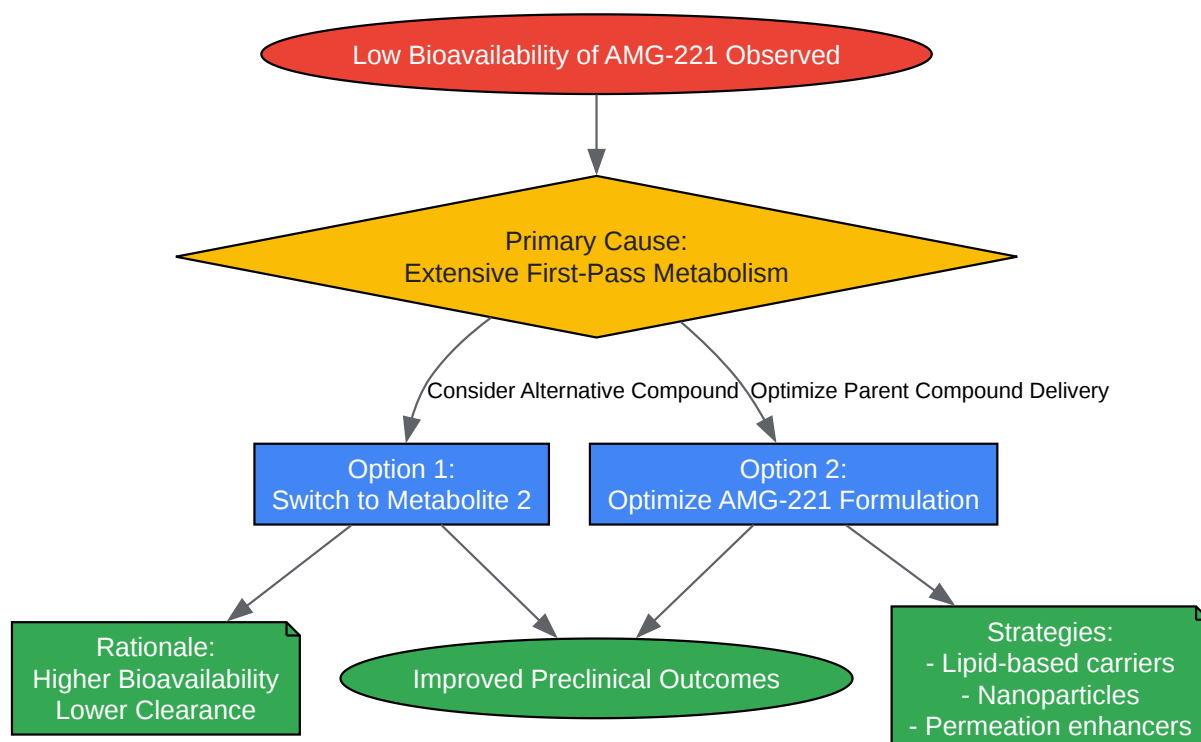 Low Bioavailability of AMG-221 Observed
Primary Cause:
Extensive First-Pass Metabolism
Consider Alternative Compound
Optimize Parent Compound Delivery
Option 1:
Switch to Metabolite 2
Option 2:
Optimize AMG-221 Formulation
Rationale:
Higher Bioavailability
Lower Clearance
Improved Preclinical Outcomes
Strategies:
- Lipid-based carriers
- Nanoparticles
- Permeation enhancers